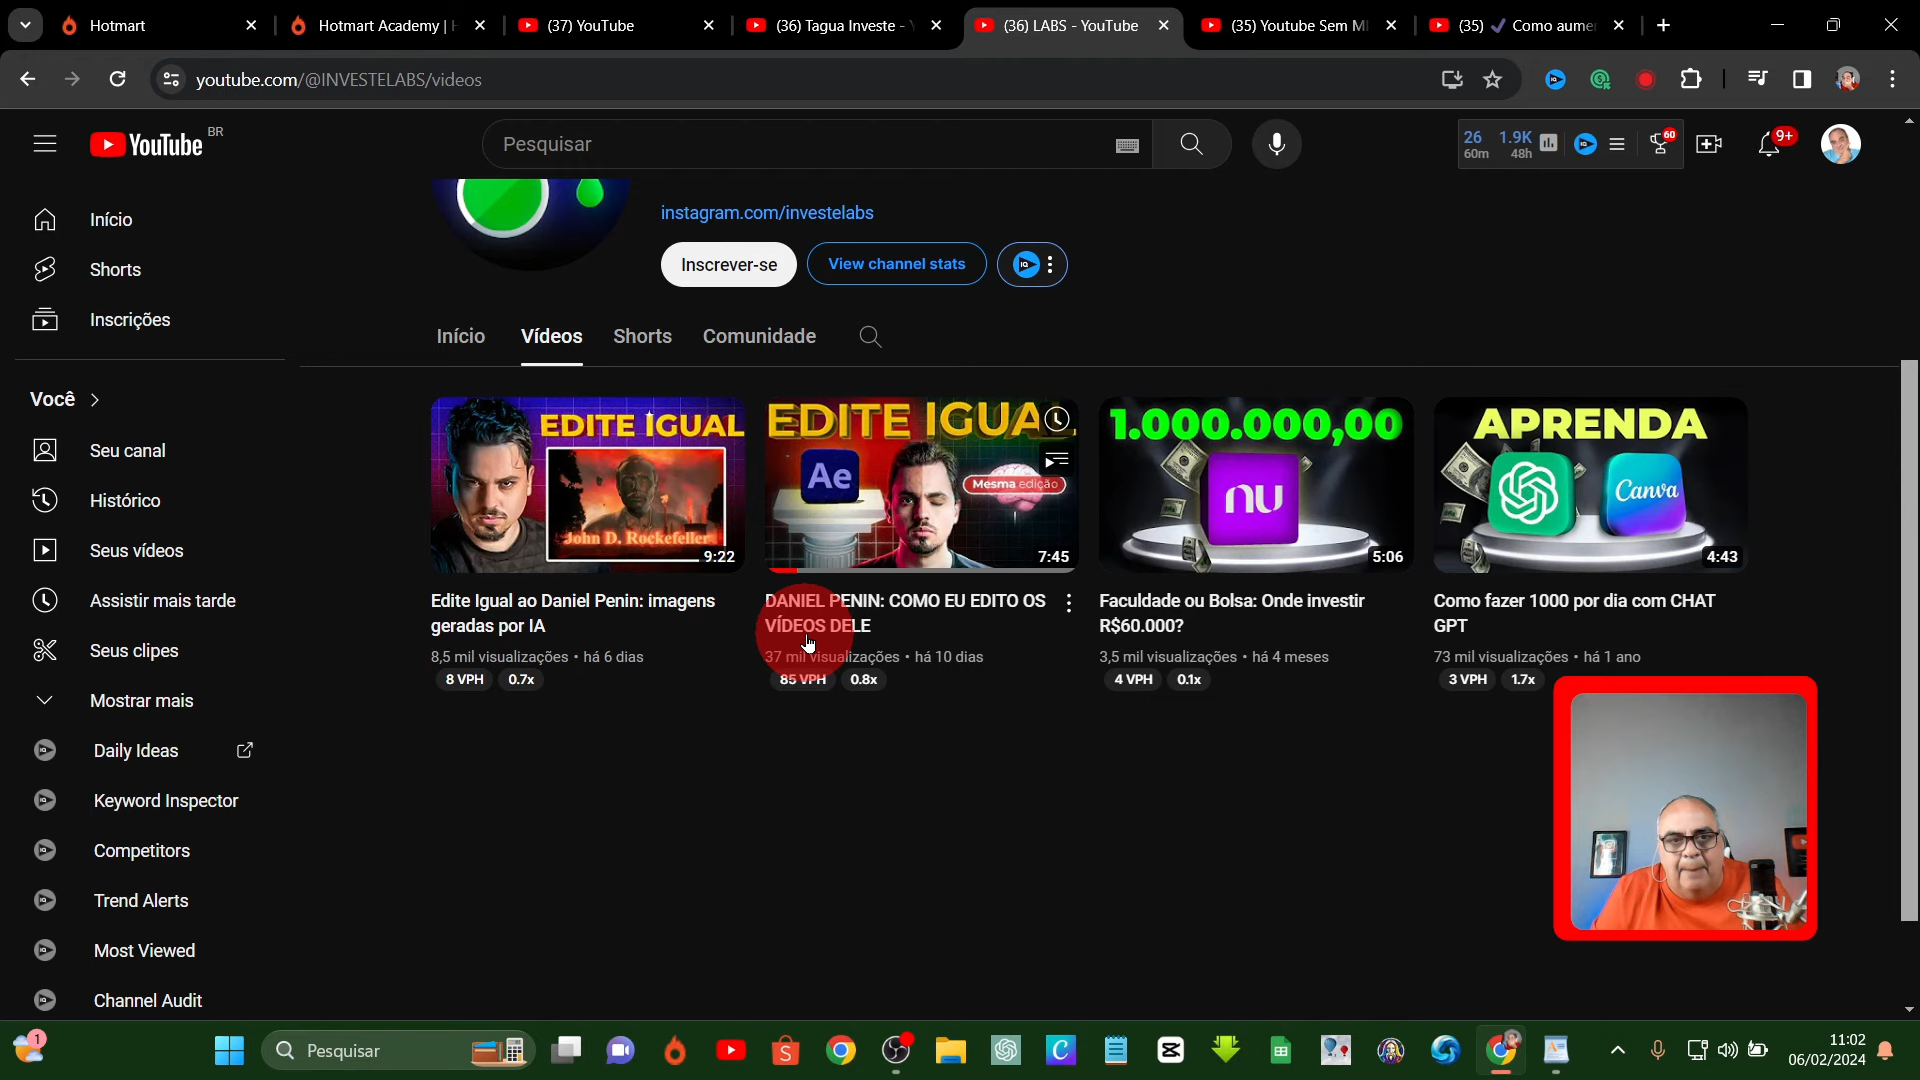 Hotmart
Hotmart Academy | H
(37) YouTube
(36) Tagua Investe - Y
(36) LABS - YouTube
(35) Youtube Sem M
(35) ✓ Como aume
youtube.com/@INVESTELABS/videos
YouTube
BR
Pesquisar
26
1.9K
60m
48h
60
9+
Início
Shorts
Inscrições
Você
Seu canal
Histórico
Seus vídeos
Assistir mais tarde
Seus clipes
Mostrar mais
Daily Ideas
Keyword Inspector
Competitors
Trend Alerts
Most Viewed
Channel Audit
instagram.com/investelabs
Inscrever-se
View channel stats
Início
Vídeos
Shorts
Comunidade
EDITE IGUAL
John D. Rockefeller
9:22
Edite Igual ao Daniel Penin: imagens
geradas por IA
8,5 mil visualizações • há 6 dias
8 VPH
0.7x
EDITE IGUA
Ae
Mesma edição
7:45
DANIEL PENIN: COMO EU EDITO OS
VÍDEOS DELE
37 mil visualizações • há 10 dias
85 VPH
0.8x
1.000.000,00
nu
5:06
Faculdade ou Bolsa: Onde investir
R$60.000?
3,5 mil visualizações • há 4 meses
4 VPH
0.1x
APRENDA
Canva
4:43
Como fazer 1000 por dia com CHAT
GPT
73 mil visualizações • há 1 ano
3 VPH
1.7x
1
Pesquisar
11:02
06/02/2024